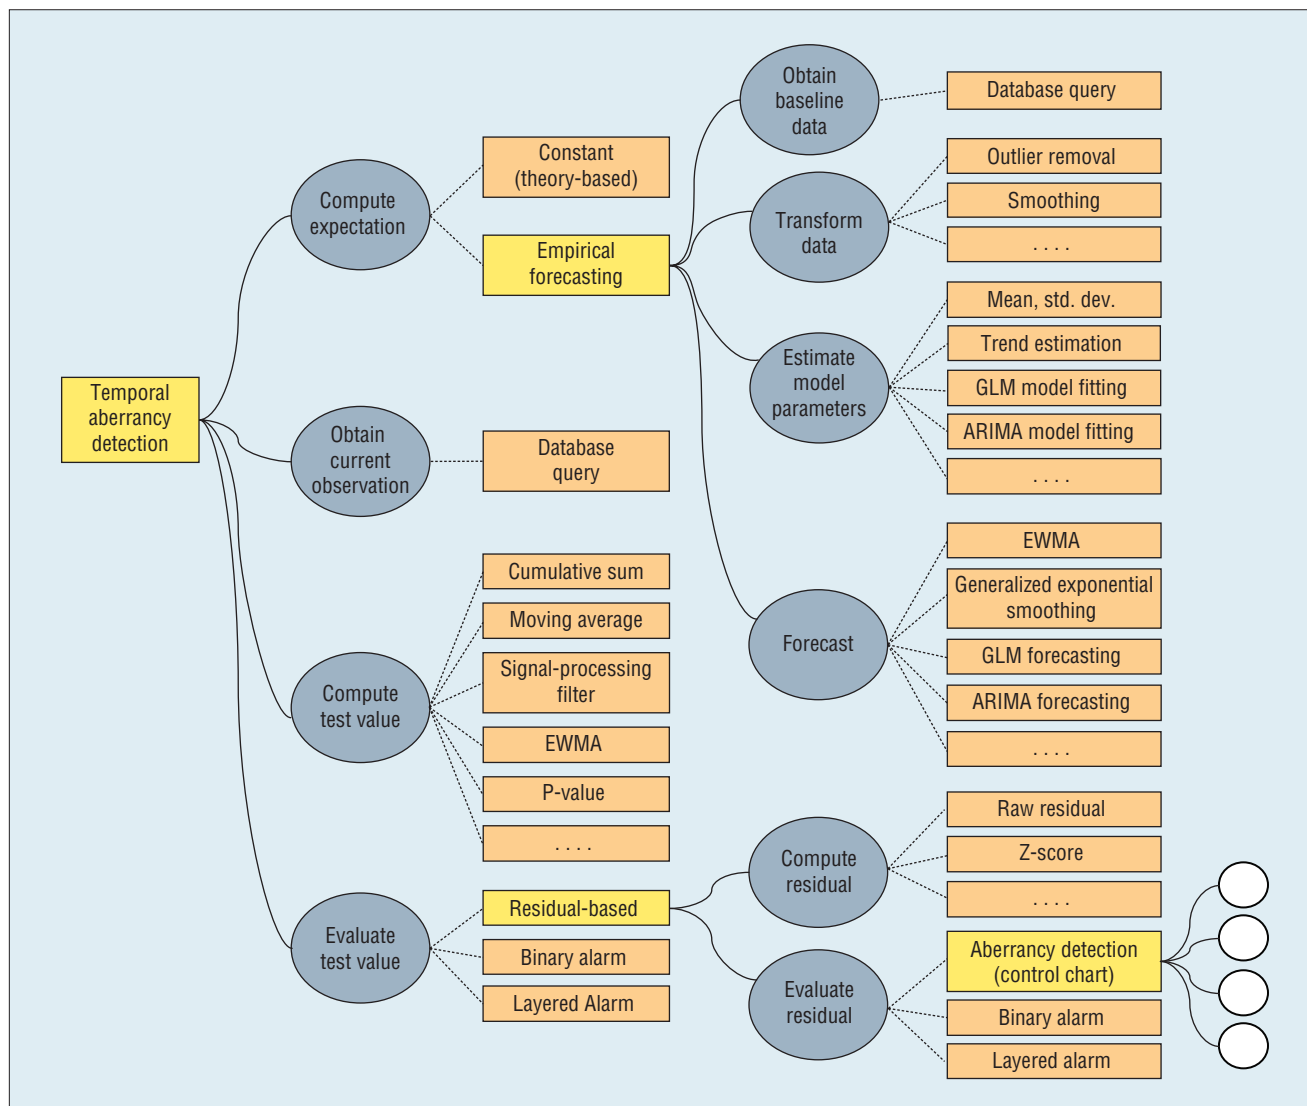 Temporal
aberrancy
detection
Compute
expectation
Obtain
current
observation
Compute
test value
Evaluate
test value
Constant
(theory-based)
Empirical
forecasting
Database
query
Cumulative sum
Moving average
Signal-processing
filter
EWMA
P-value
. . . .
Residual-based
Binary alarm
Layered Alarm
Obtain
baseline
data
Transform
data
Estimate
model
parameters
Forecast
Compute
residual
Evaluate
residual
Database query
Outlier removal
Smoothing
. . . .
Mean, std. dev.
Trend estimation
GLM model fitting
ARIMA model fitting
. . . .
EWMA
Generalized exponential
smoothing
GLM forecasting
ARIMA forecasting
. . . .
Raw residual
Z-score
. . . .
Aberrancy detection
(control chart)
Binary alarm
Layered alarm